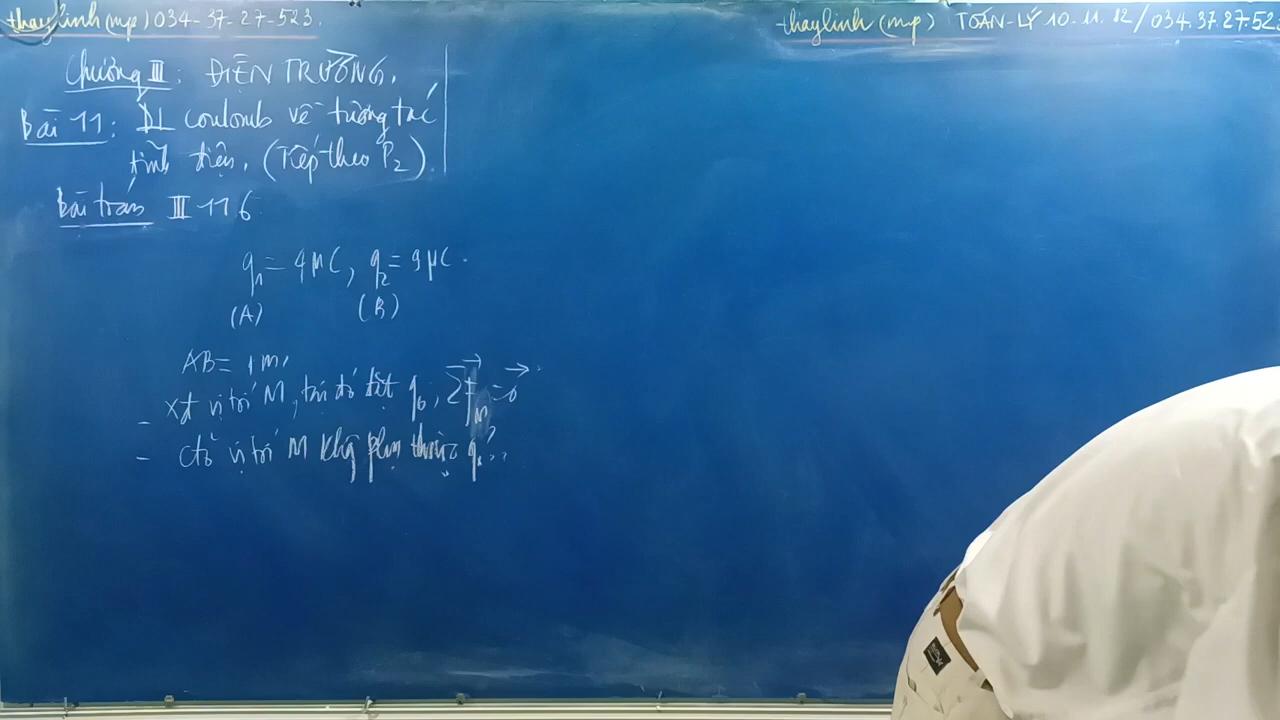 thaylinh (mp) 034-37-27-523.
thaylinh (mp) TOÁN-LÝ 10.11.12/034.37.27.523
Chương III: ĐIỆN TRƯỜNG.
Bài 11: ĐL coulomb về tương tác
tĩnh điện. (Tiếp theo P2).
Bài toán III 11 6
q1 = 4μC, q2 = 9μC.
(A) (B)
AB = 1m.
- Xđ vị trí M, tại đó đặt q0, ΣF = 0
- ctỏ vị trí M khg phụ thuộc q0?